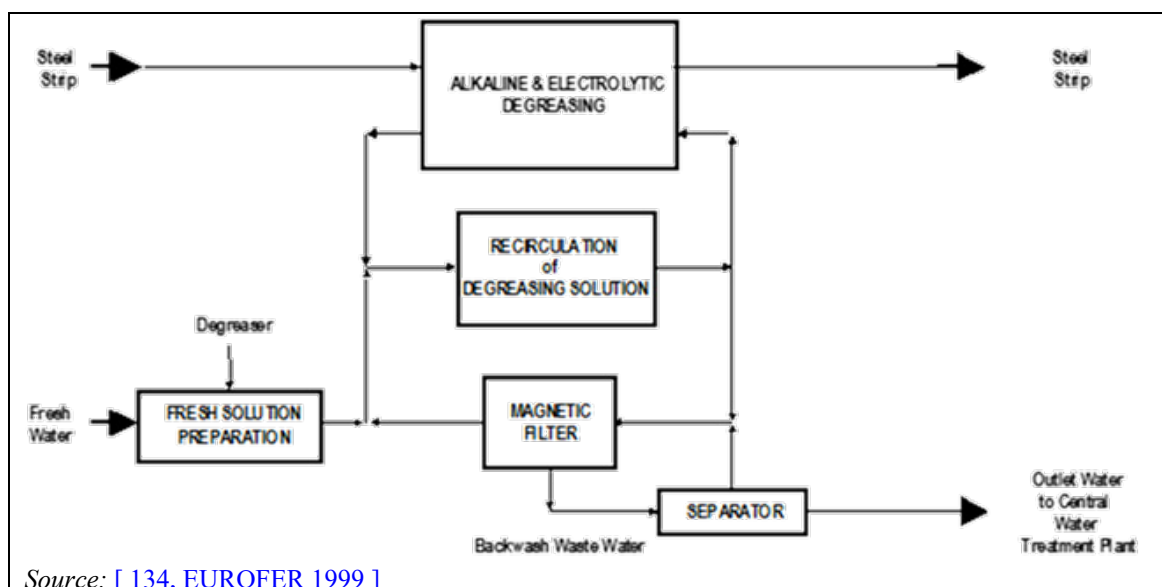 Steel
Strip
ALKALINE & ELECTROLYTIC
DEGREASING
Steel
Strip
RECIRCULATION
of
DEGREASING SOLUTION
Degreaser
Fresh
Water
FRESH SOLUTION
PREPARATION
MAGNETIC
FILTER
SEPARATOR
Backwash Waste Water
Outlet Water
to Central
Water
Treatment Plant
Source: [ 134, EUROFER 1999 ]